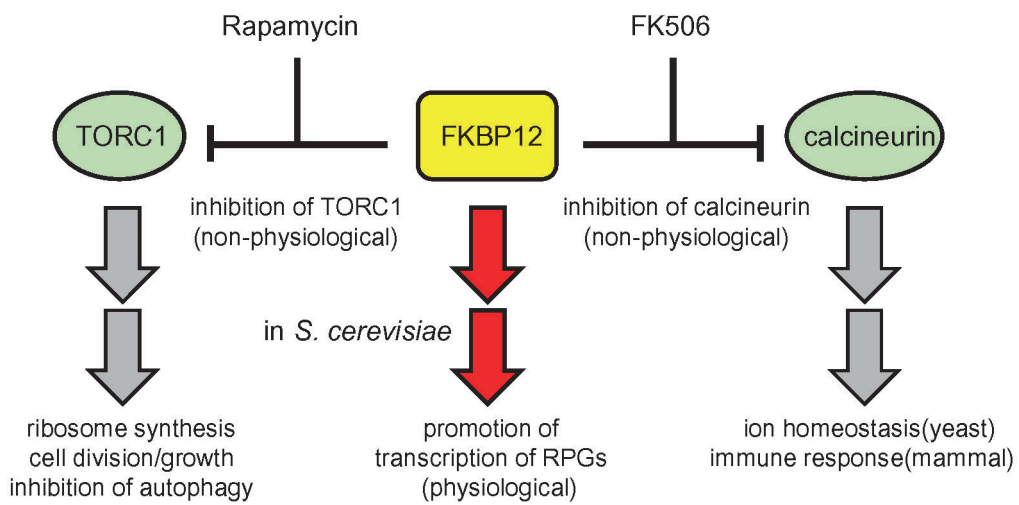 Rapamycin
FK506
TORC1
FKBP12
calcineurin
inhibition of TORC1
(non-physiological)
inhibition of calcineurin
(non-physiological)
in S. cerevisiae
ribosome synthesis
cell division/growth
inhibition of autophagy
promotion of
transcription of RPGs
(physiological)
ion homeostasis(yeast)
immune response(mammal)